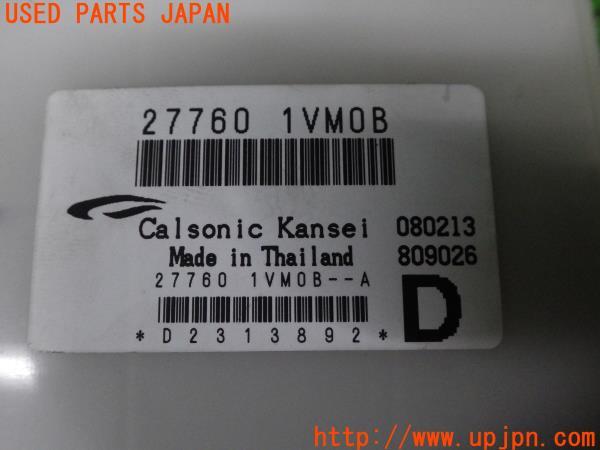 USED PARTS JAPAN
27760 1VM0B
Calsonic Kansei 080213
Made in Thailand 809026
27760 1VM0B--A
D
*D2313892*
http://www.upjpn.com/